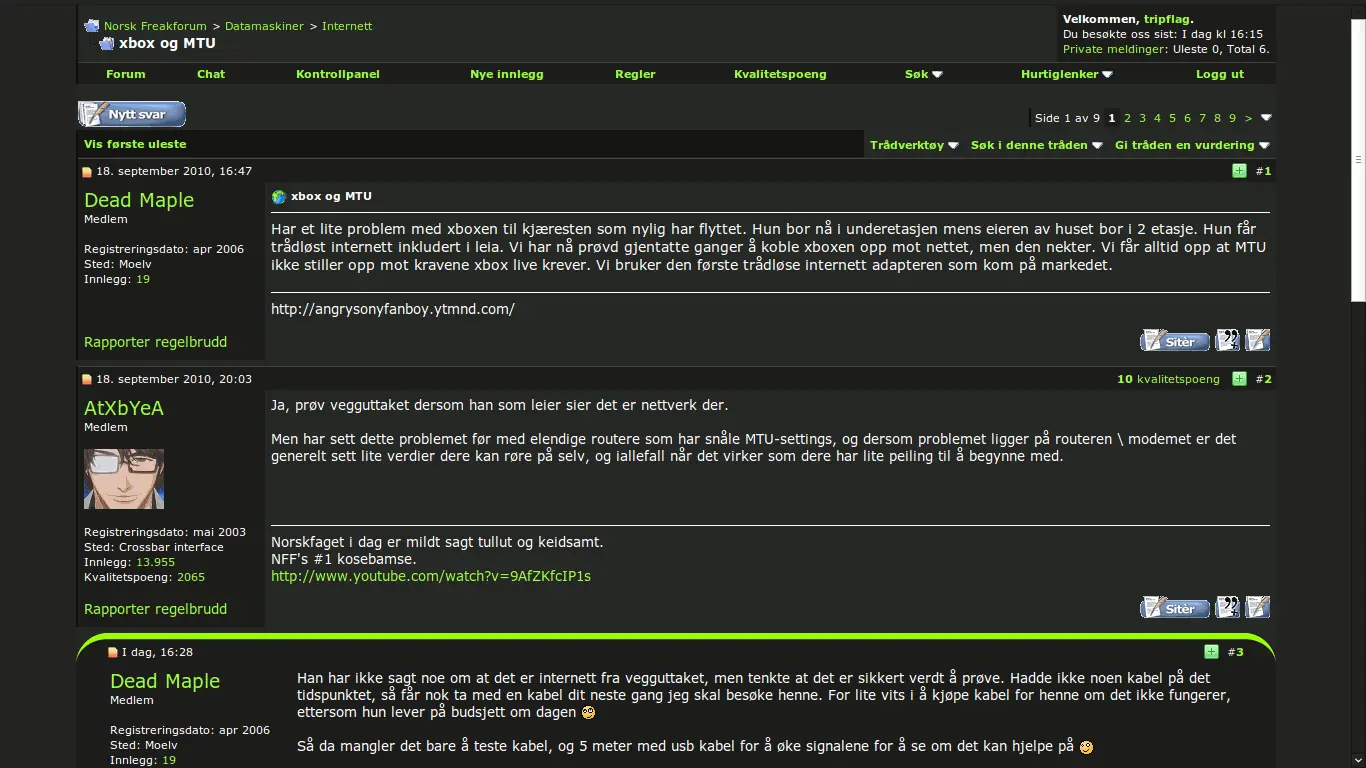 Norsk Freakforum > Datamaskiner > Internett
xbox og MTU
Velkommen, tripflag.
Du besøkte oss sist: I dag kl 16:15
Private meldinger: Uleste 0, Total 6.
Forum Chat Kontrollpanel Nye innlegg Regler Kvalitetspoeng Søk Hurtiglenker Logg ut
Nytt svar
Side 1 av 9 1 2 3 4 5 6 7 8 9 >
Vis første uleste
Trådverktøy Søk i denne tråden Gi tråden en vurdering
18. september 2010, 16:47 #1
Dead Maple
Medlem
Registreringsdato: apr 2006
Sted: Moelv
Innlegg: 19
Rapporter regelbrudd
xbox og MTU
Har et lite problem med xboxen til kjæresten som nylig har flyttet. Hun bor nå i underetasjen mens eieren av huset bor i 2 etasje. Hun får
trådløst internett inkludert i leia. Vi har nå prøvd gjentatte ganger å koble xboxen opp mot nettet, men den nekter. Vi får alltid opp at MTU
ikke stiller opp mot kravene xbox live krever. Vi bruker den første trådløse internett adapteren som kom på markedet.
http://angrysonyfanboy.ytmnd.com/
Sitèr
18. september 2010, 20:03 10 kvalitetspoeng #2
AtXbYeA
Medlem
Registreringsdato: mai 2003
Sted: Crossbar interface
Innlegg: 13.955
Kvalitetspoeng: 2065
Rapporter regelbrudd
Ja, prøv vegguttaket dersom han som leier sier det er nettverk der.
Men har sett dette problemet før med elendige routere som har snåle MTU-settings, og dersom problemet ligger på routeren \ modemet er det
generelt sett lite verdier dere kan røre på selv, og iallefall når det virker som dere har lite peiling til å begynne med.
Norskfaget i dag er mildt sagt tullut og keidsamt.
NFF's #1 kosebamse.
http://www.youtube.com/watch?v=9AfZKfcIP1s
Sitèr
I dag, 16:28 #3
Dead Maple
Medlem
Registreringsdato: apr 2006
Sted: Moelv
Innlegg: 19
Han har ikke sagt noe om at det er internett fra vegguttaket, men tenkte at det er sikkert verdt å prøve. Hadde ikke noen kabel på det
tidspunktet, så får nok ta med en kabel dit neste gang jeg skal besøke henne. For lite vits i å kjøpe kabel for henne om det ikke fungerer,
ettersom hun lever på budsjett om dagen
Så da mangler det bare å teste kabel, og 5 meter med usb kabel for å øke signalene for å se om det kan hjelpe på